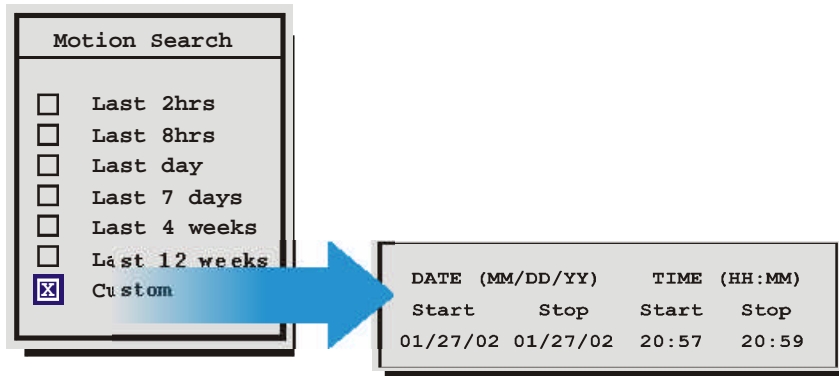 Motion Search
Last 2hrs
Last 8hrs
Last day
Last 7 days
Last 4 weeks
Last 12 weeks
X Custom
DATE (MM/DD/YY) TIME (HH:MM)
Start Stop Start Stop
01/27/02 01/27/02 20:57 20:59